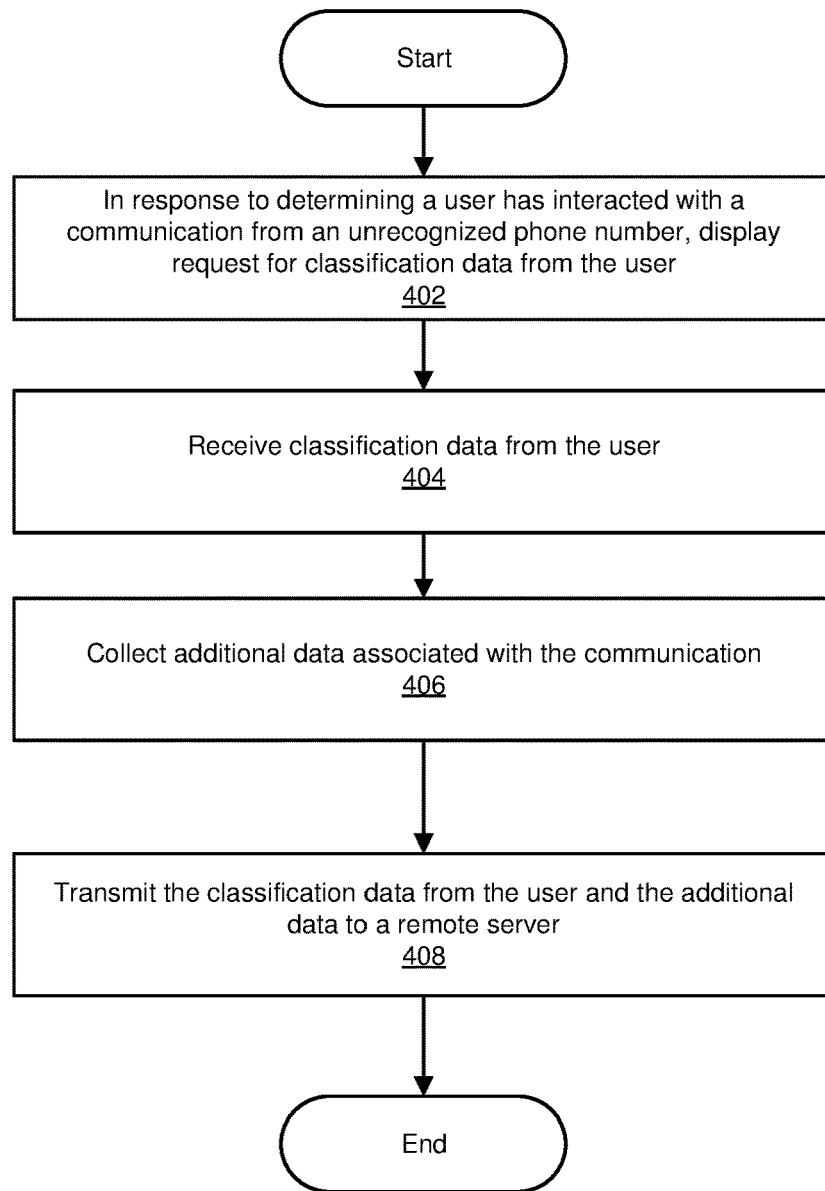 Start
In response to determining a user has interacted with a
communication from an unrecognized phone number, display
request for classification data from the user
402
Receive classification data from the user
404
Collect additional data associated with the communication
406
Transmit the classification data from the user and the additional
data to a remote server
408
End